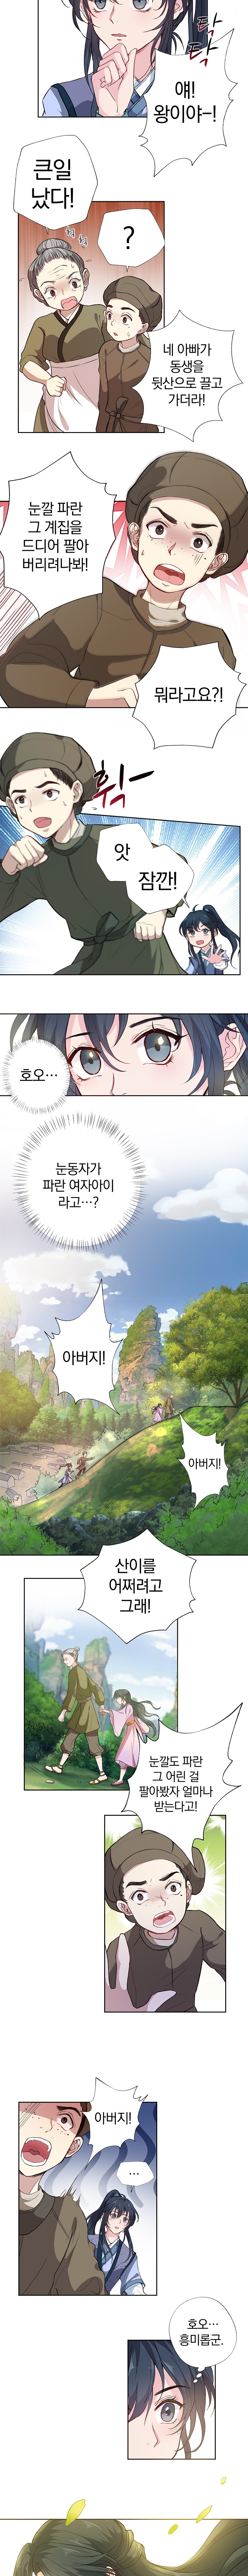 탁
탁
얘!
왕이야-!
큰일
났다!
헉
헉
?
네 아빠가
동생을
뒷산으로 끌고
가더라!
눈깔 파란
그 계집을
드디어 팔아
버리려나봐!
뭐라고요?!
휙-
앗
잠깐!
호오…
눈동자가
파란 여자아이
라고…?
아버지!
아버지!
산이를
어쩌려고
그래!
눈깔도 파란
그 어린 걸
팔아봤자 얼마나
받는다고!
아버지!
…
호오…
흥미롭군.